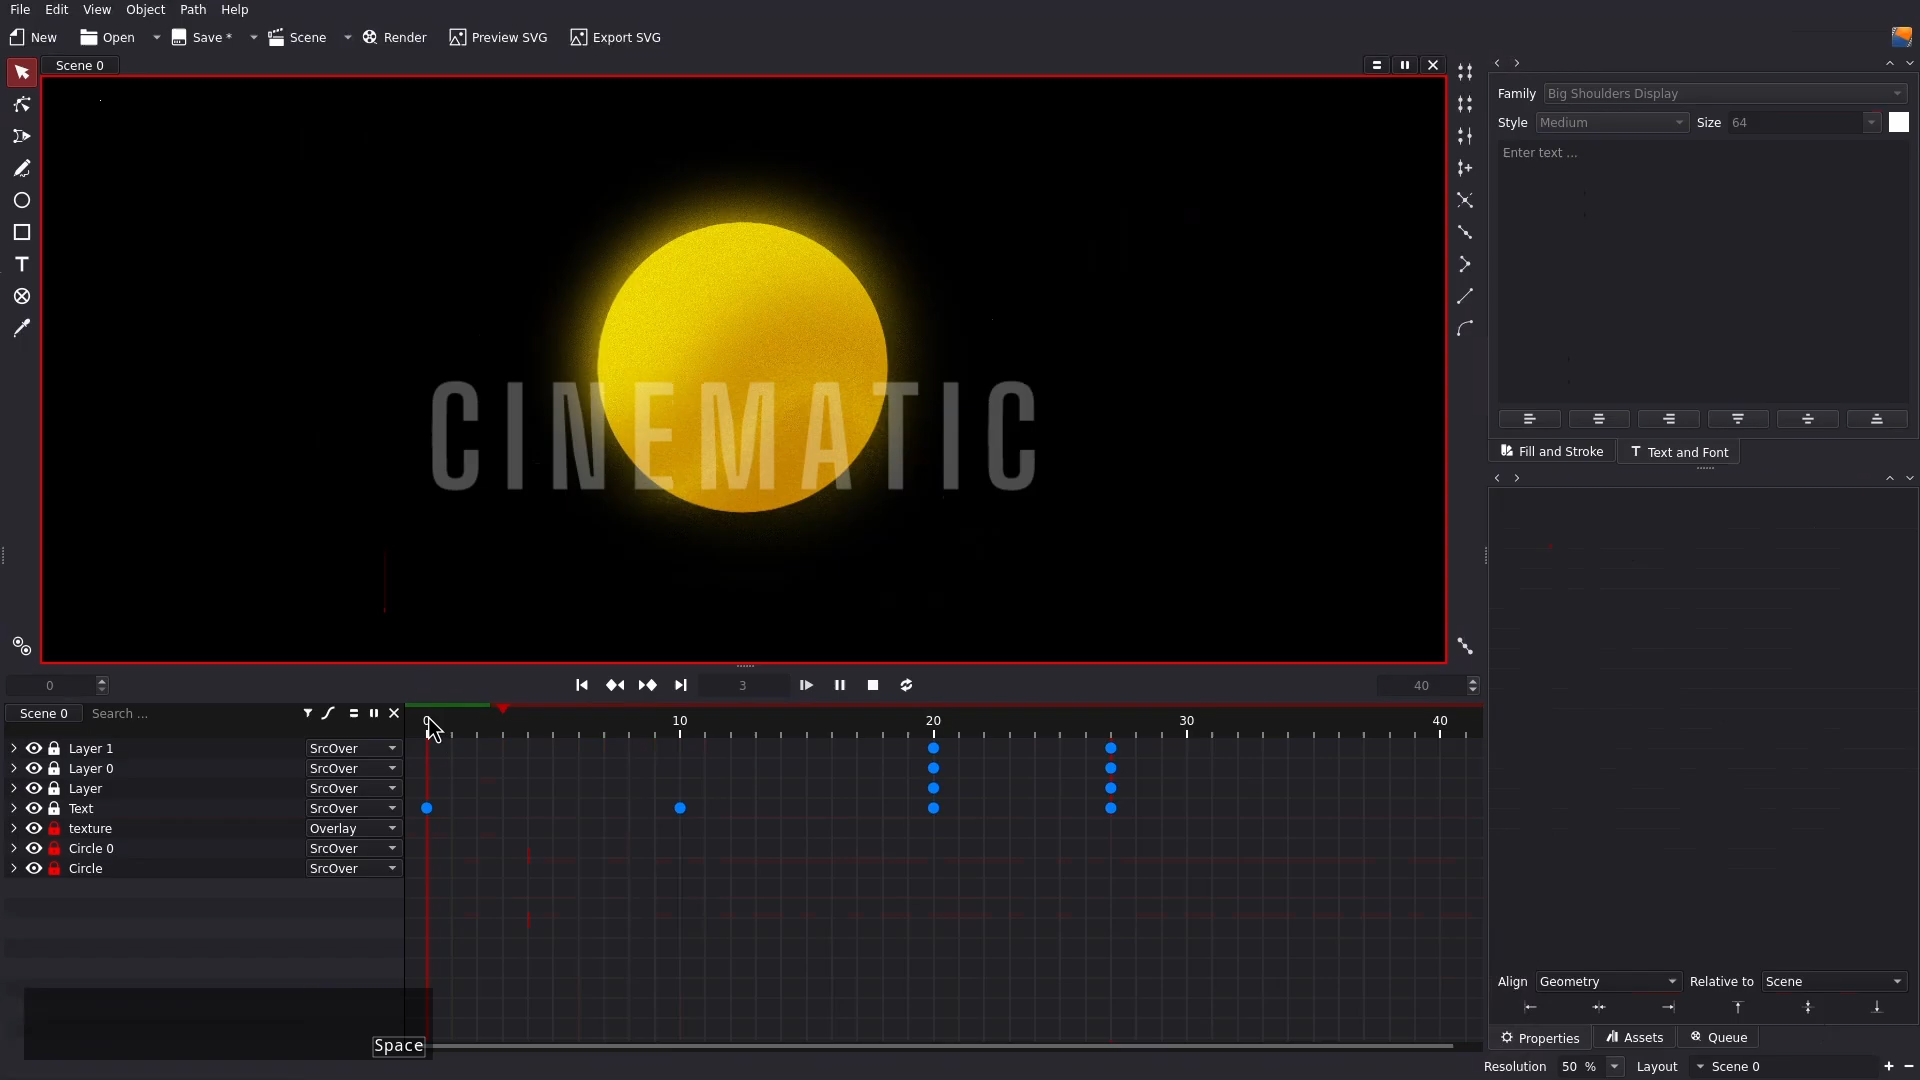 File Edit View Object Path Help
New Open Save * Scene Render Preview SVG Export SVG
Scene 0
Family Big Shoulders Display
Style Medium Size 64
Enter text ...
CINEMATIC
Fill and Stroke Text and Font
0 3 40
Scene 0 Search ... 0 10 20 30 40
Layer 1 SrcOver
Layer 0 SrcOver
Layer SrcOver
Text SrcOver
texture Overlay
Circle 0 SrcOver
Circle SrcOver
Align Geometry Relative to Scene
Space
Properties Assets Queue
Resolution 50 % Layout Scene 0